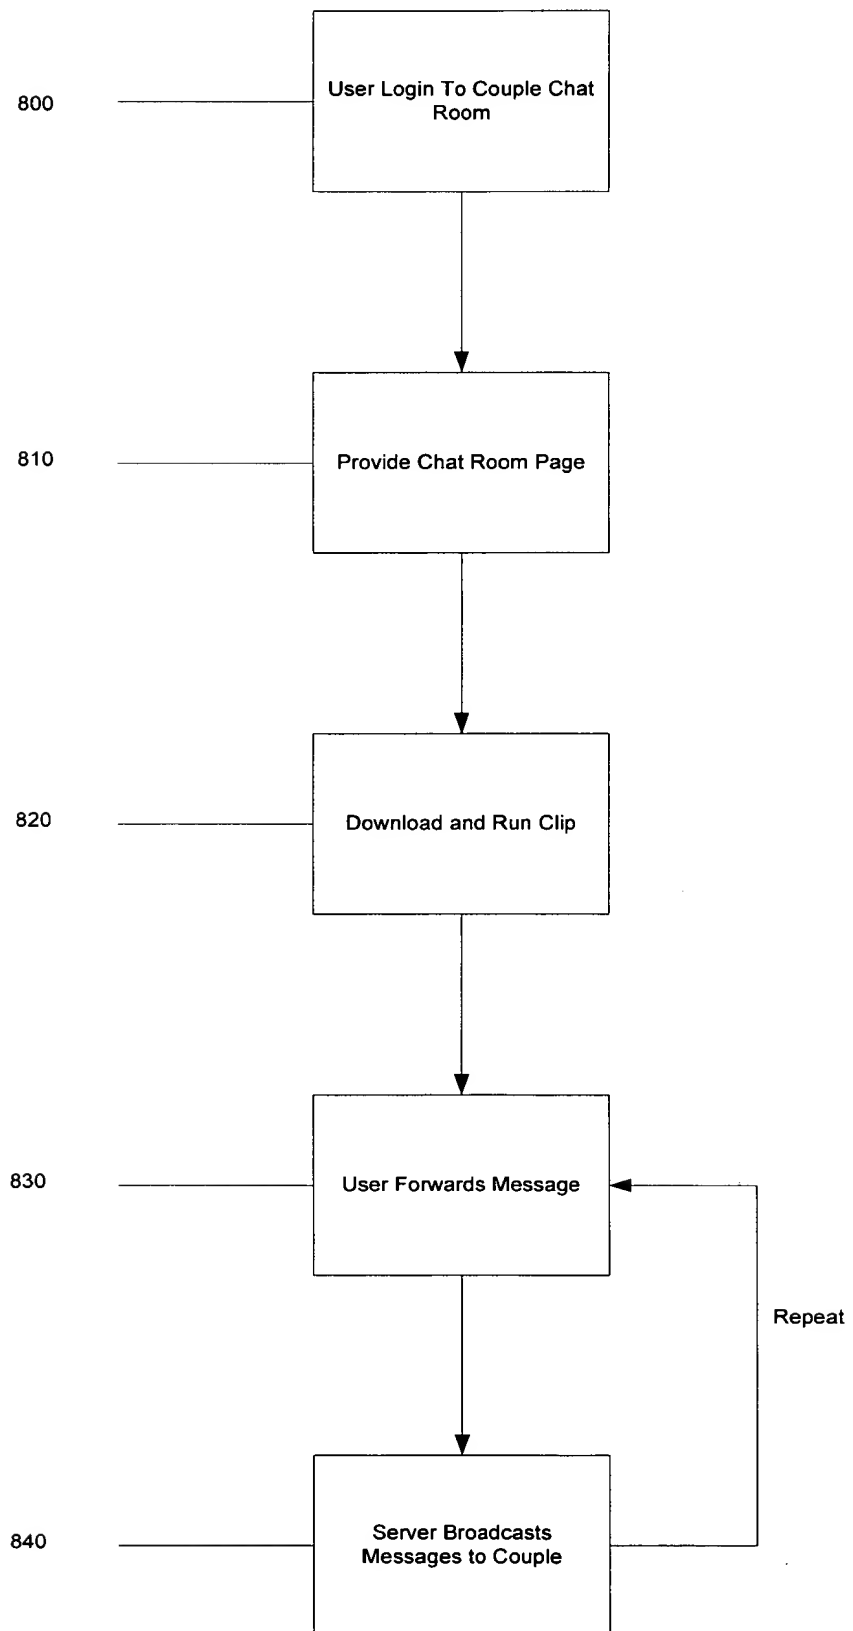 800
User Login To Couple Chat
Room
810
Provide Chat Room Page
820
Download and Run Clip
830
User Forwards Message
Repeat
840
Server Broadcasts
Messages to Couple